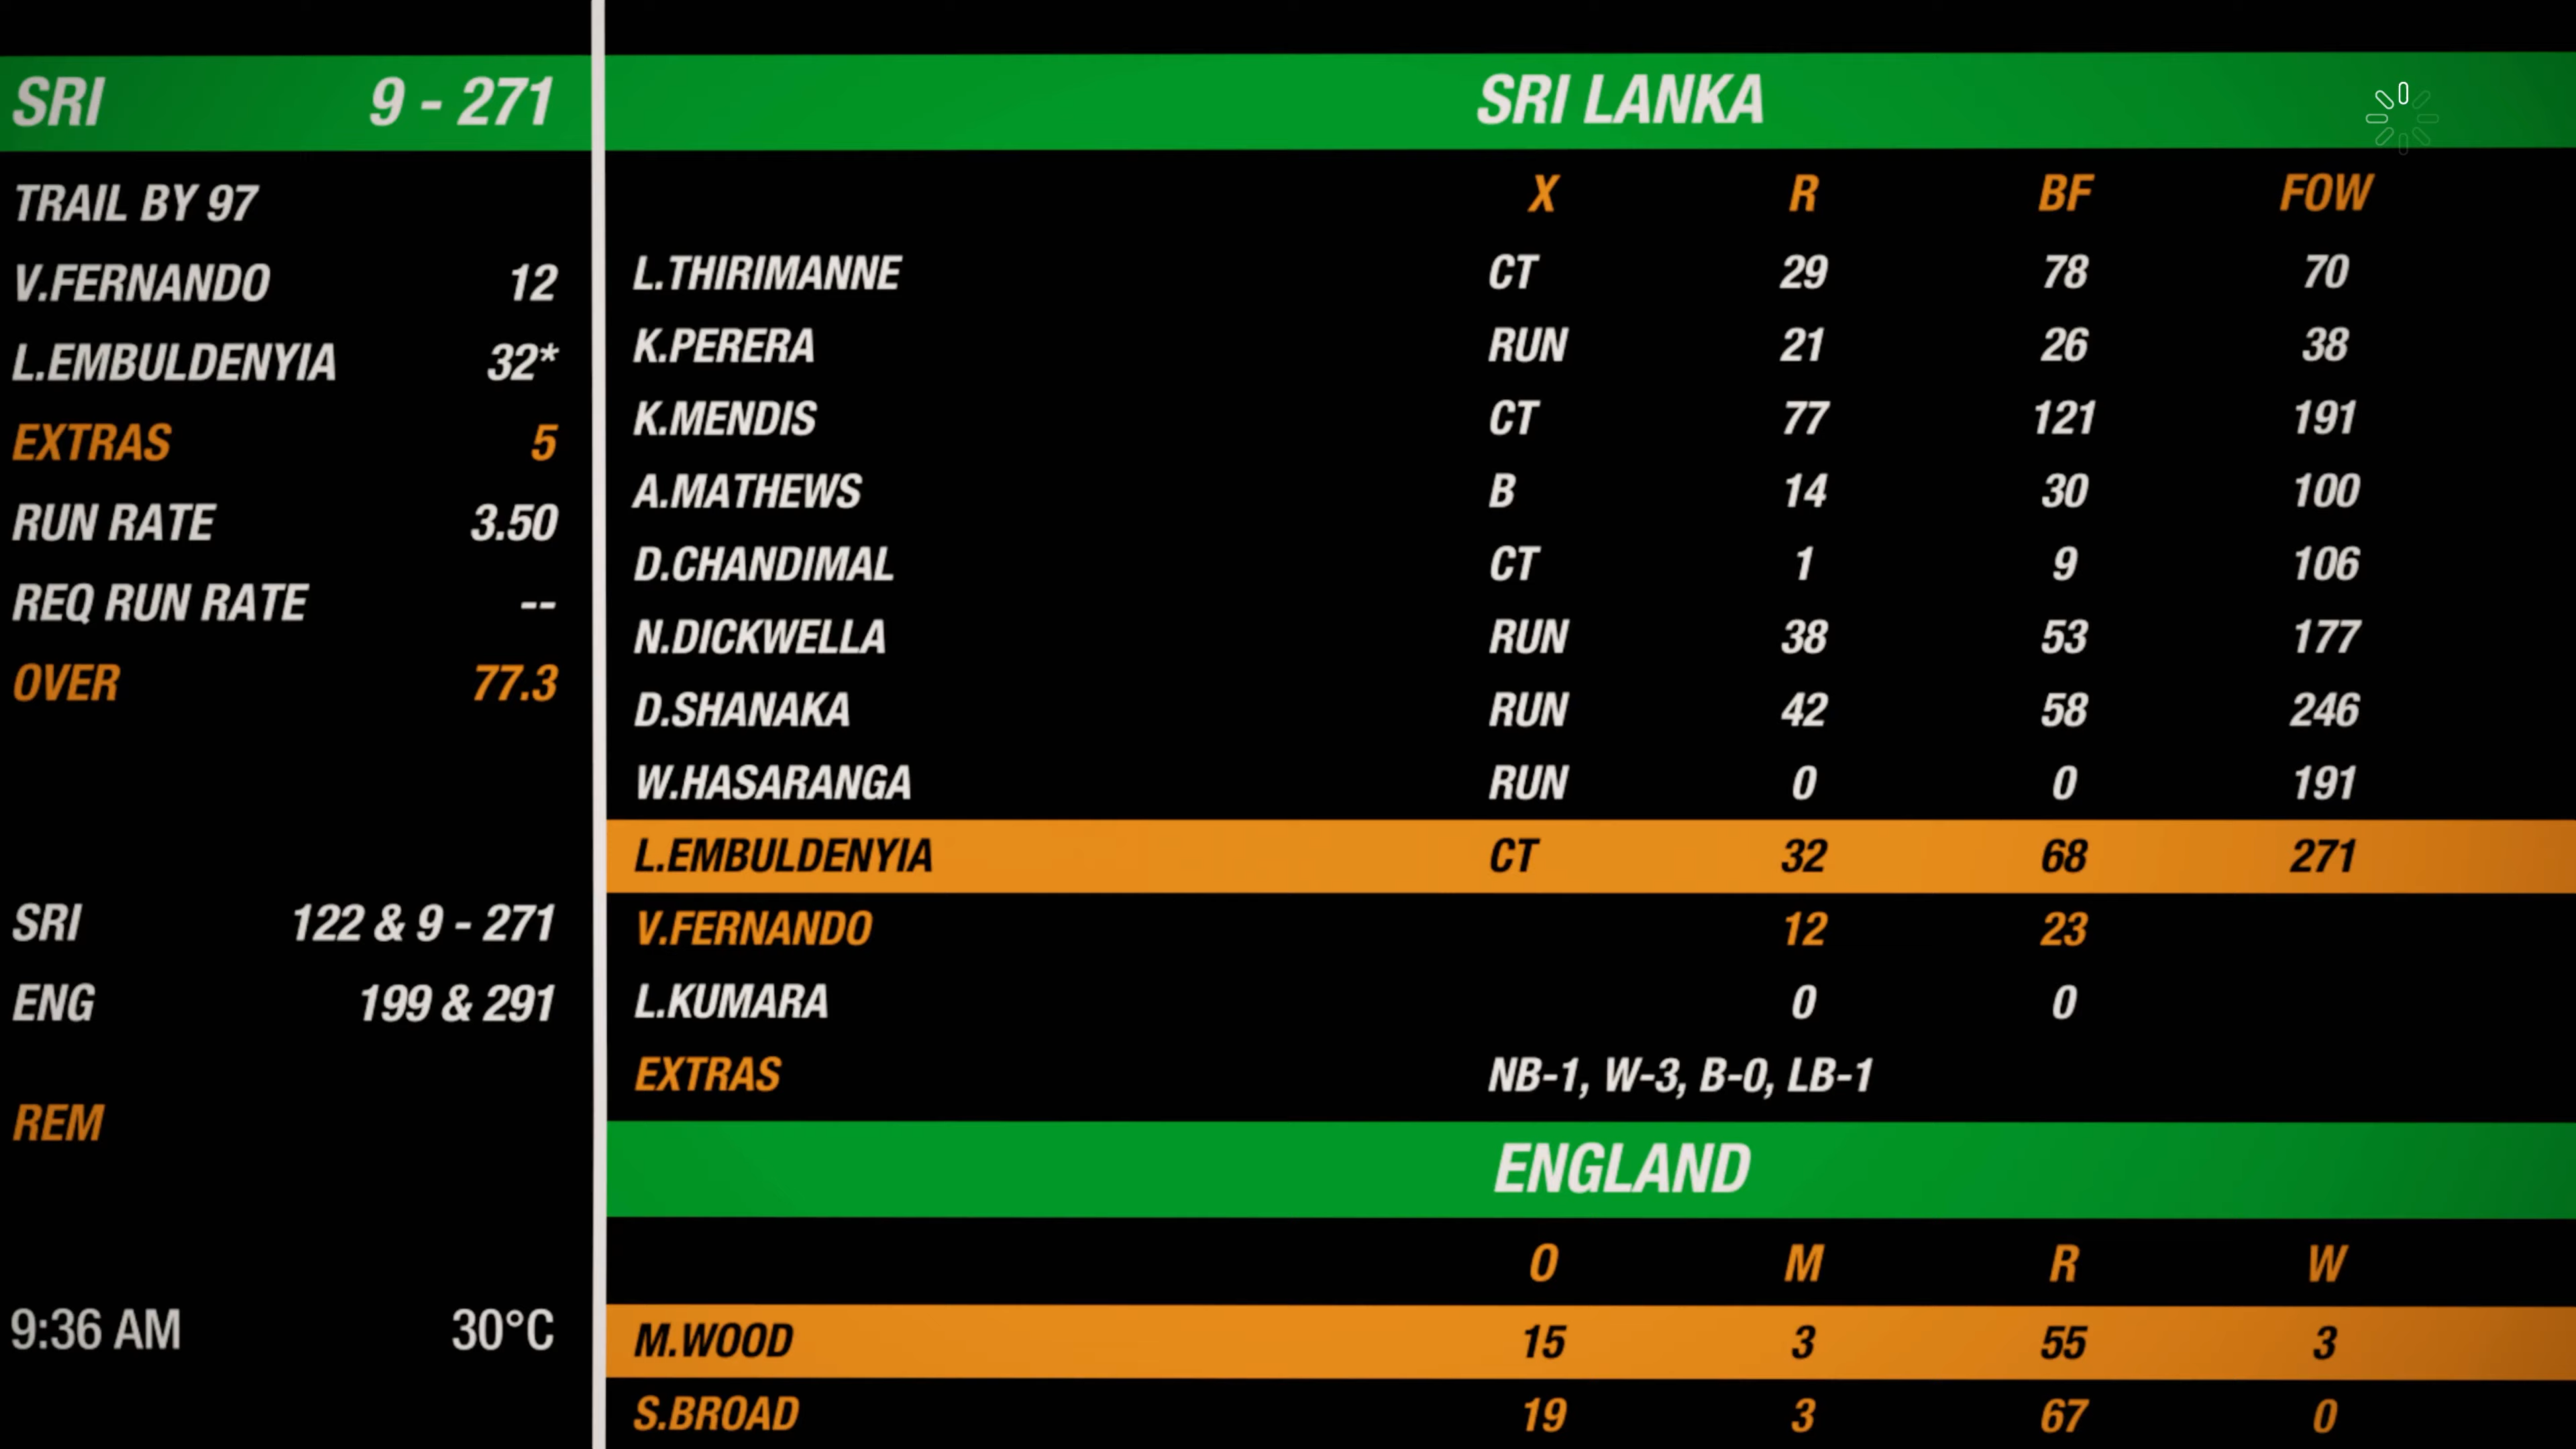 SRI 9 - 271
TRAIL BY 97
V.FERNANDO 12
L.EMBULDENYIA 32*
EXTRAS 5
RUN RATE 3.50
REQ RUN RATE --
OVER 77.3
SRI 122 & 9 - 271
ENG 199 & 291
REM
9:36 AM 30°C
SRI LANKA
X R BF FOW
L.THIRIMANNE CT 29 78 70
K.PERERA RUN 21 26 38
K.MENDIS CT 77 121 191
A.MATHEWS B 14 30 100
D.CHANDIMAL CT 1 9 106
N.DICKWELLA RUN 38 53 177
D.SHANAKA RUN 42 58 246
W.HASARANGA RUN 0 0 191
L.EMBULDENYIA CT 32 68 271
V.FERNANDO 12 23
L.KUMARA 0 0
EXTRAS NB-1, W-3, B-0, LB-1
ENGLAND
O M R W
M.WOOD 15 3 55 3
S.BROAD 19 3 67 0